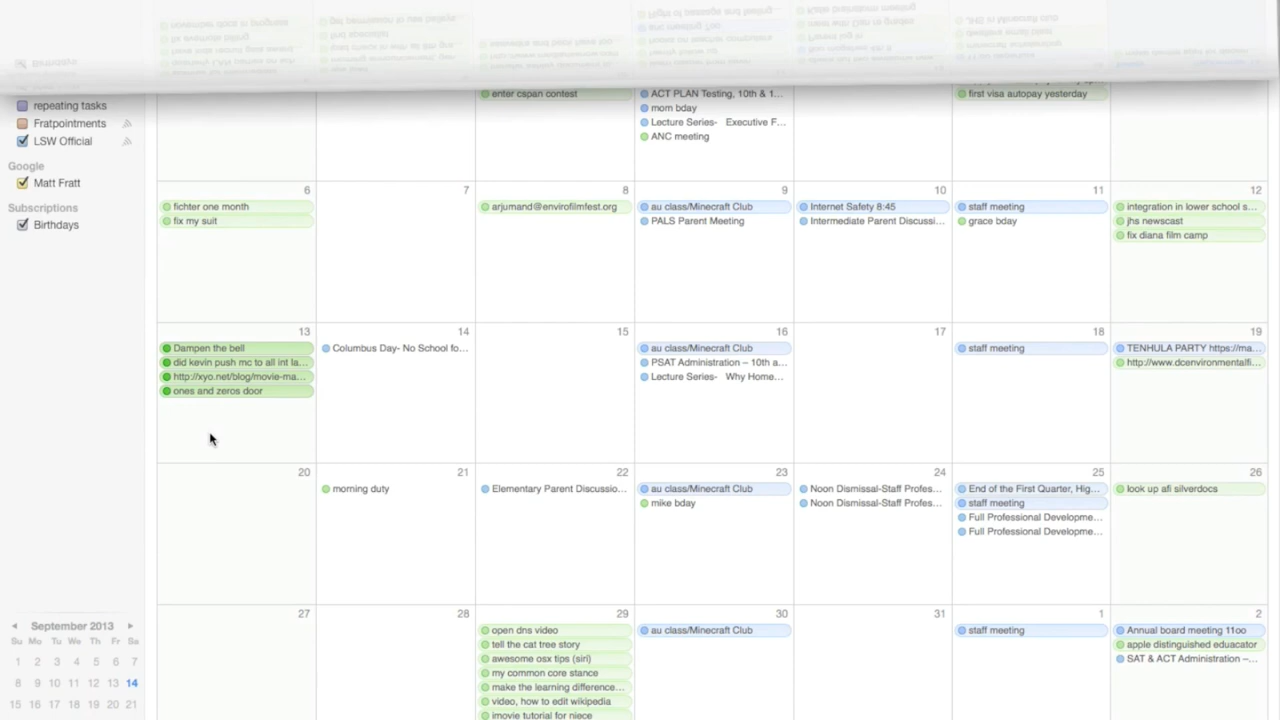 repeating tasks
Fratpointments
LSW Official
Google
Matt Fratt
Subscriptions
Birthdays
enter cspan contest
ACT PLAN Testing, 10th & 1…
mom bday
Lecture Series- Executive F…
ANC meeting
first visa autopay yesterday
6 7 8 9 10 11 12
fichter one month
fix my suit
arjumand@envirofilmfest.org
au class/Minecraft Club
PALS Parent Meeting
Internet Safety 8:45
Intermediate Parent Discussi…
staff meeting
grace bday
integration in lower school s…
jhs newscast
fix diana film camp
13 14 15 16 17 18 19
Dampen the bell
did kevin push mc to all int la…
http://xyo.net/blog/movie-ma…
ones and zeros door
Columbus Day- No School fo…
au class/Minecraft Club
PSAT Administration – 10th a…
Lecture Series- Why Home…
staff meeting
TENHULA PARTY https://ma…
http://www.dcenvironmentalfi…
20 21 22 23 24 25 26
morning duty
Elementary Parent Discussio…
au class/Minecraft Club
mike bday
Noon Dismissal-Staff Profes…
Noon Dismissal-Staff Profes…
End of the First Quarter, Hig…
staff meeting
Full Professional Developme…
Full Professional Developme…
look up afi silverdocs
27 28 29 30 31 1 2
open dns video
tell the cat tree story
awesome osx tips (siri)
my common core stance
make the learning difference…
video, how to edit wikipedia
imovie tutorial for niece
au class/Minecraft Club
staff meeting
Annual board meeting 11oo
apple distinguished eduacator
SAT & ACT Administration –…
September 2013
Su Mo Tu We Th Fr Sa
1 2 3 4 5 6 7
8 9 10 11 12 13 14
15 16 17 18 19 20 21